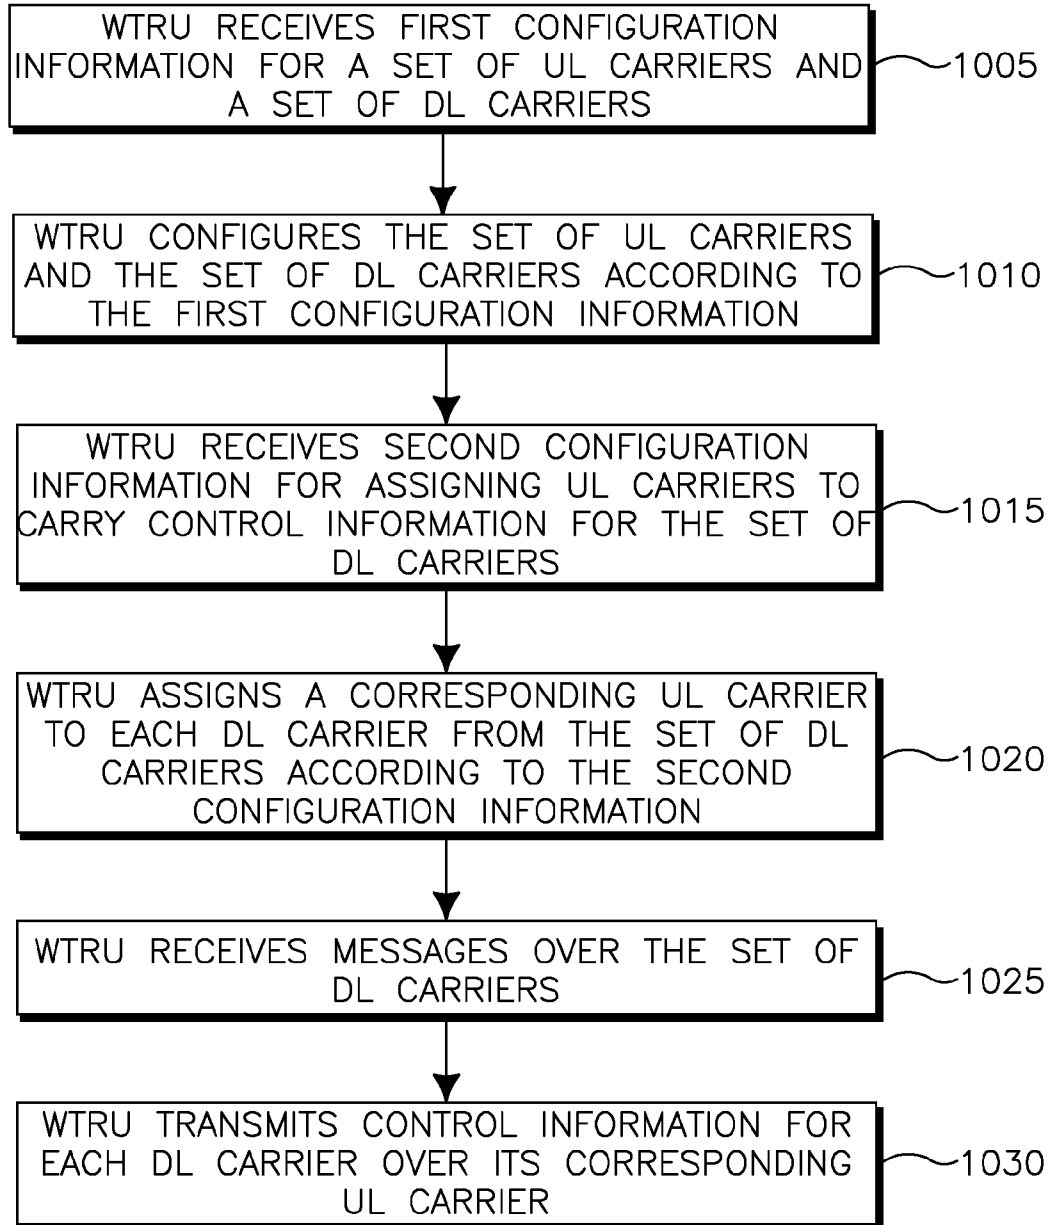 WTRU RECEIVES FIRST CONFIGURATION
INFORMATION FOR A SET OF UL CARRIERS AND
A SET OF DL CARRIERS
1005
WTRU CONFIGURES THE SET OF UL CARRIERS
AND THE SET OF DL CARRIERS ACCORDING TO
THE FIRST CONFIGURATION INFORMATION
1010
WTRU RECEIVES SECOND CONFIGURATION
INFORMATION FOR ASSIGNING UL CARRIERS TO
CARRY CONTROL INFORMATION FOR THE SET OF
DL CARRIERS
1015
WTRU ASSIGNS A CORRESPONDING UL CARRIER
TO EACH DL CARRIER FROM THE SET OF DL
CARRIERS ACCORDING TO THE SECOND
CONFIGURATION INFORMATION
1020
WTRU RECEIVES MESSAGES OVER THE SET OF
DL CARRIERS
1025
WTRU TRANSMITS CONTROL INFORMATION FOR
EACH DL CARRIER OVER ITS CORRESPONDING
UL CARRIER
1030